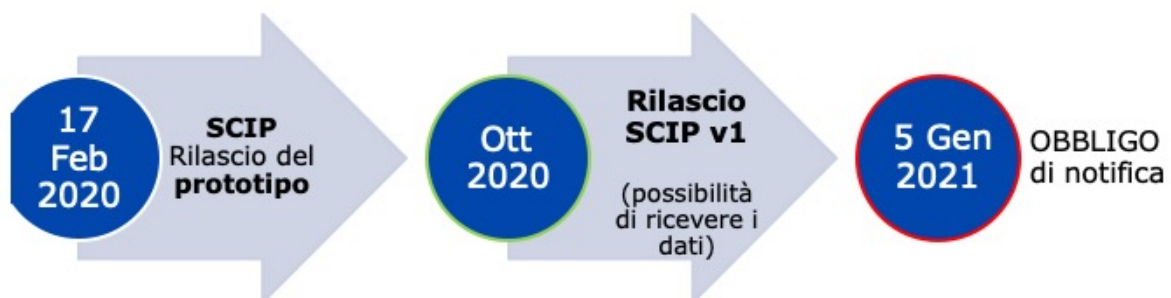 17
Feb
2020
SCIP
Rilascio del
prototipo
Ott
2020
Rilascio
SCIP v1
(possibilità
di ricevere i
dati)
5 Gen
2021
OBBLIGO
di notifica